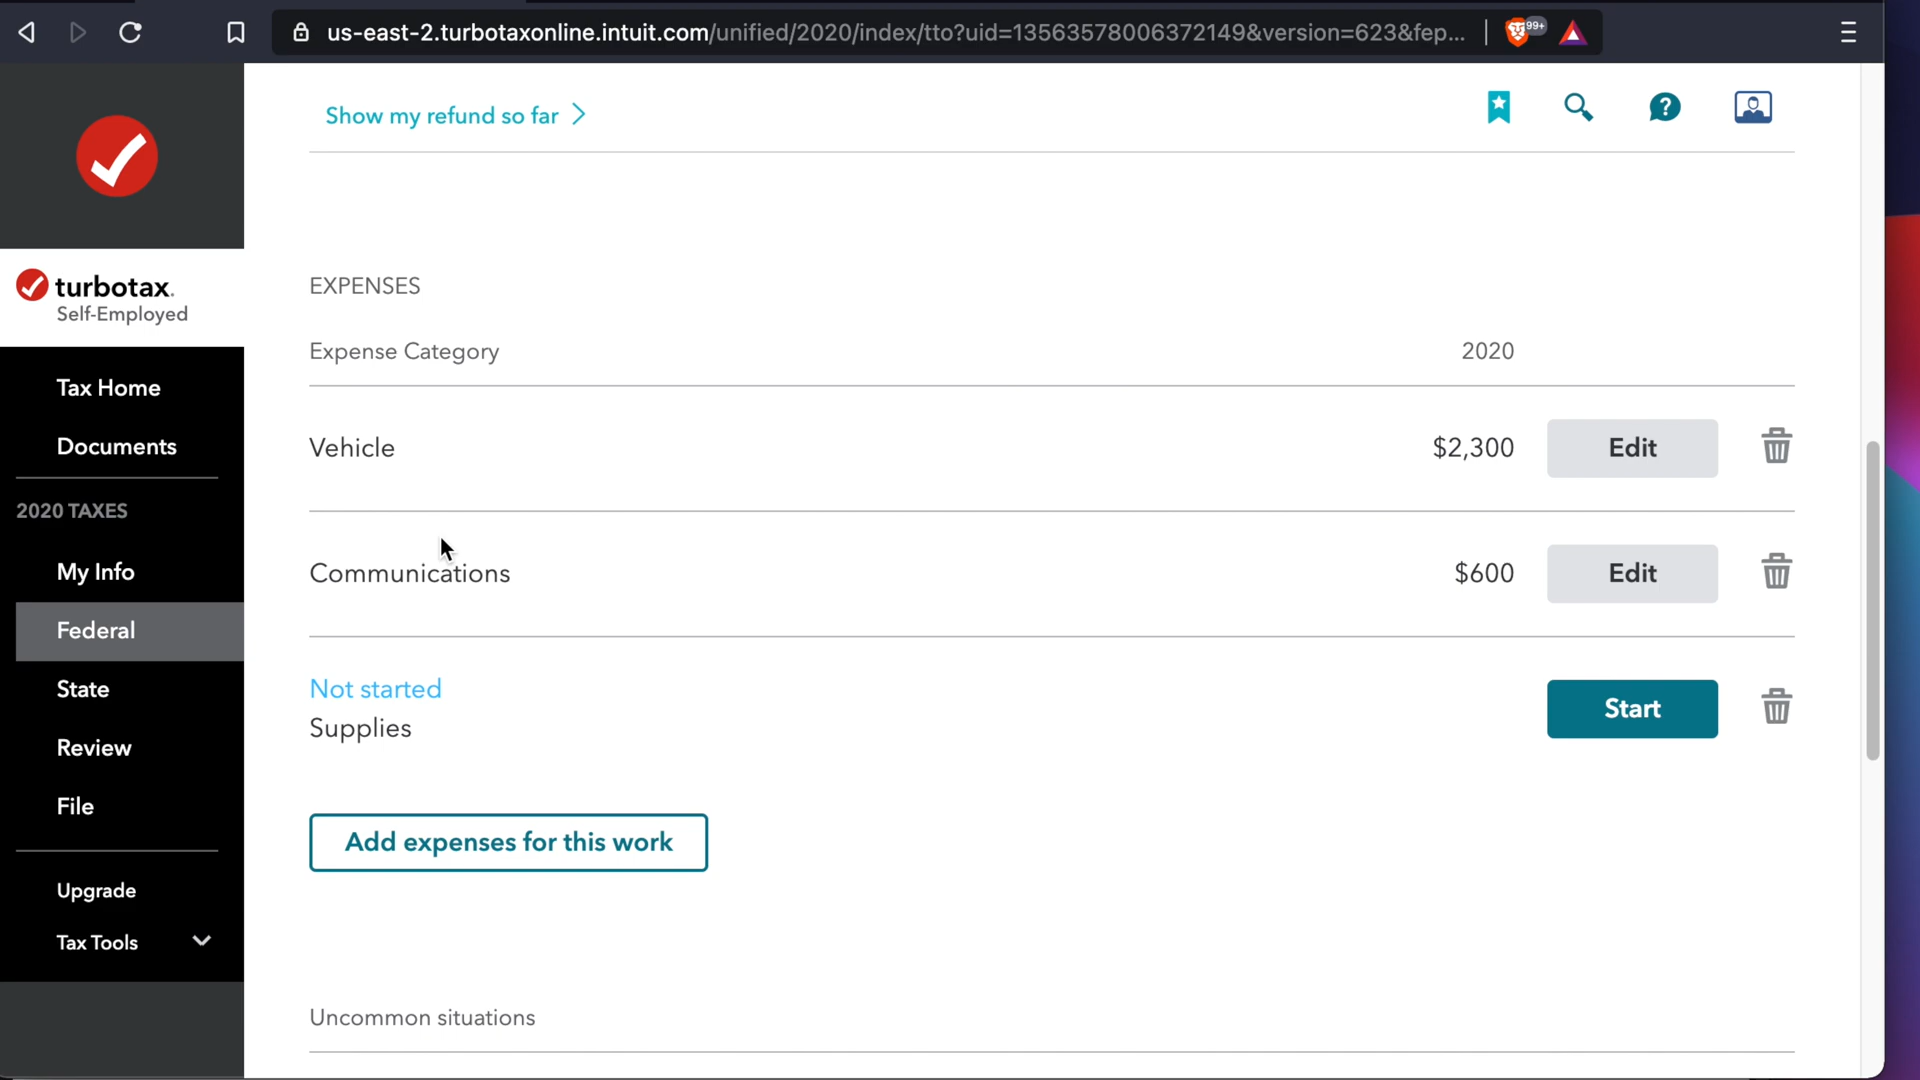 us-east-2.turbotaxonline.intuit.com/unified/2020/index/tto?uid=13563578006372149&version=623&fep...
99+
Show my refund so far
?
turbotax.
Self-Employed
Tax Home
Documents
2020 TAXES
My Info
Federal
State
Review
File
Upgrade
Tax Tools
EXPENSES
Expense Category 2020
Vehicle $2,300 Edit
Communications $600 Edit
Not started
Supplies Start
Add expenses for this work
Uncommon situations